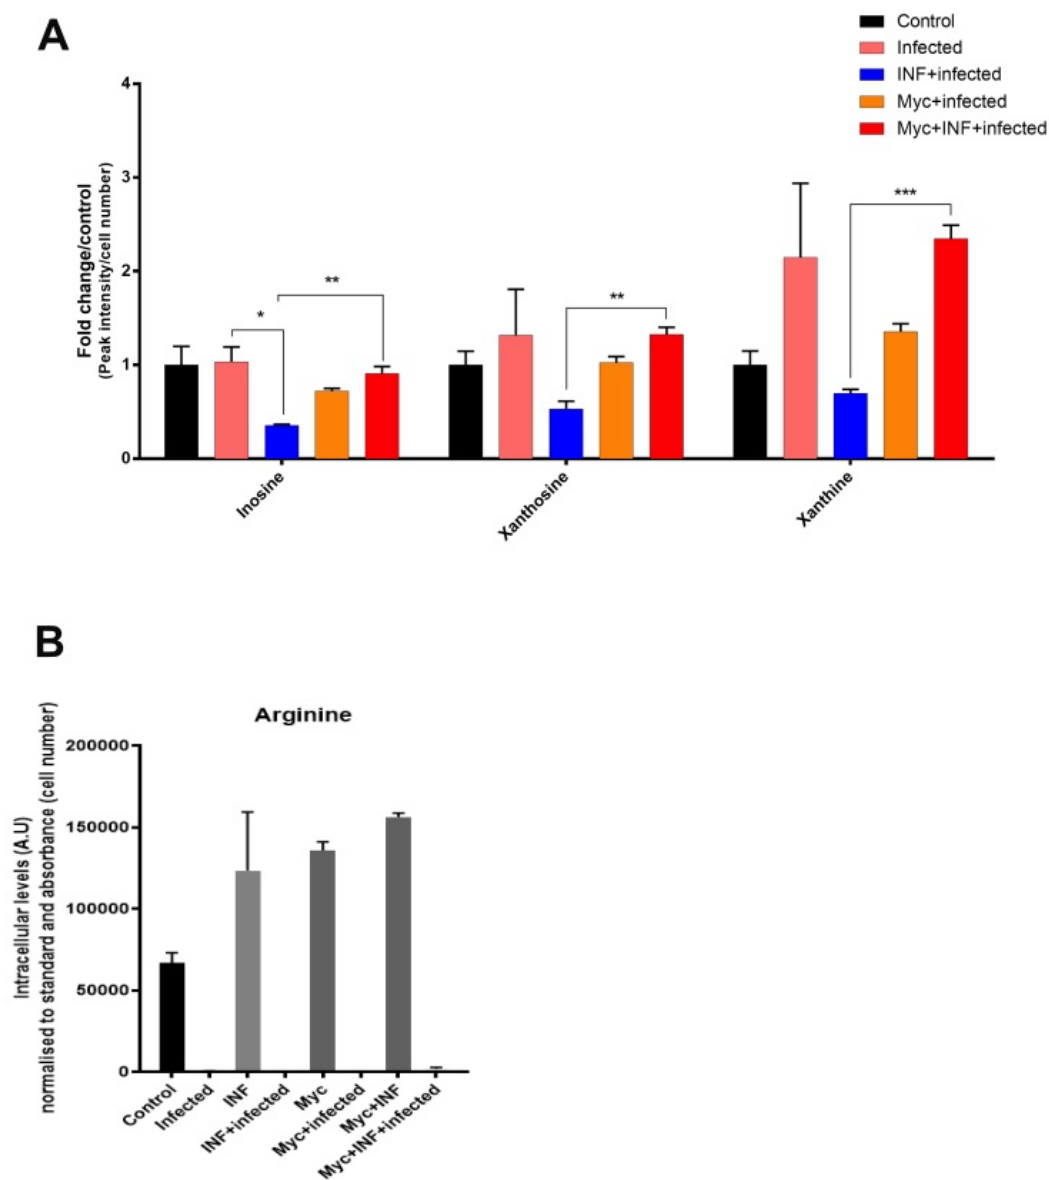 A
Control
Infected
INF+infected
Myc+infected
Myc+INF+infected
Fold change/control
(Peak intensity/cell number)
4
3
2
1
0
*
**
**
***
Inosine
Xanthosine
Xanthine
B
Arginine
Intracellular levels (A.U)
normalised to standard and absorbance (cell number)
200000
150000
100000
50000
0
Control
Infected
INF
INF+infected
Myc
Myc+infected
Myc+INF
Myc+INF+infected